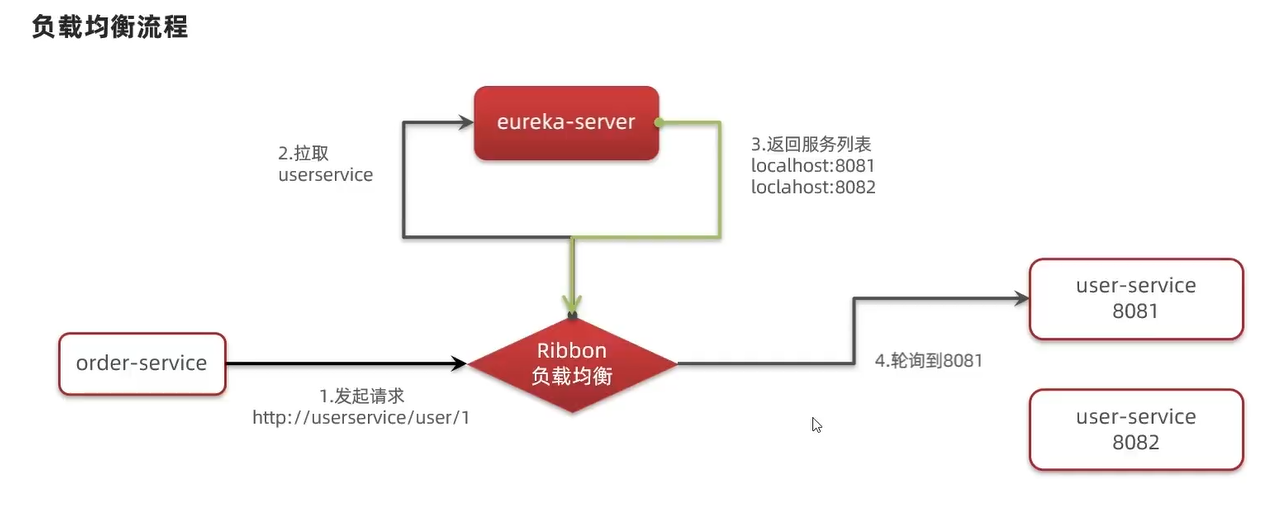 负载均衡流程
eureka-server
2.拉取
userservice
3.返回服务列表
localhost:8081
loclahost:8082
user-service
8081
order-service
Ribbon
负载均衡
4.轮询到8081
1.发起请求
http://userservice/user/1
user-service
8082